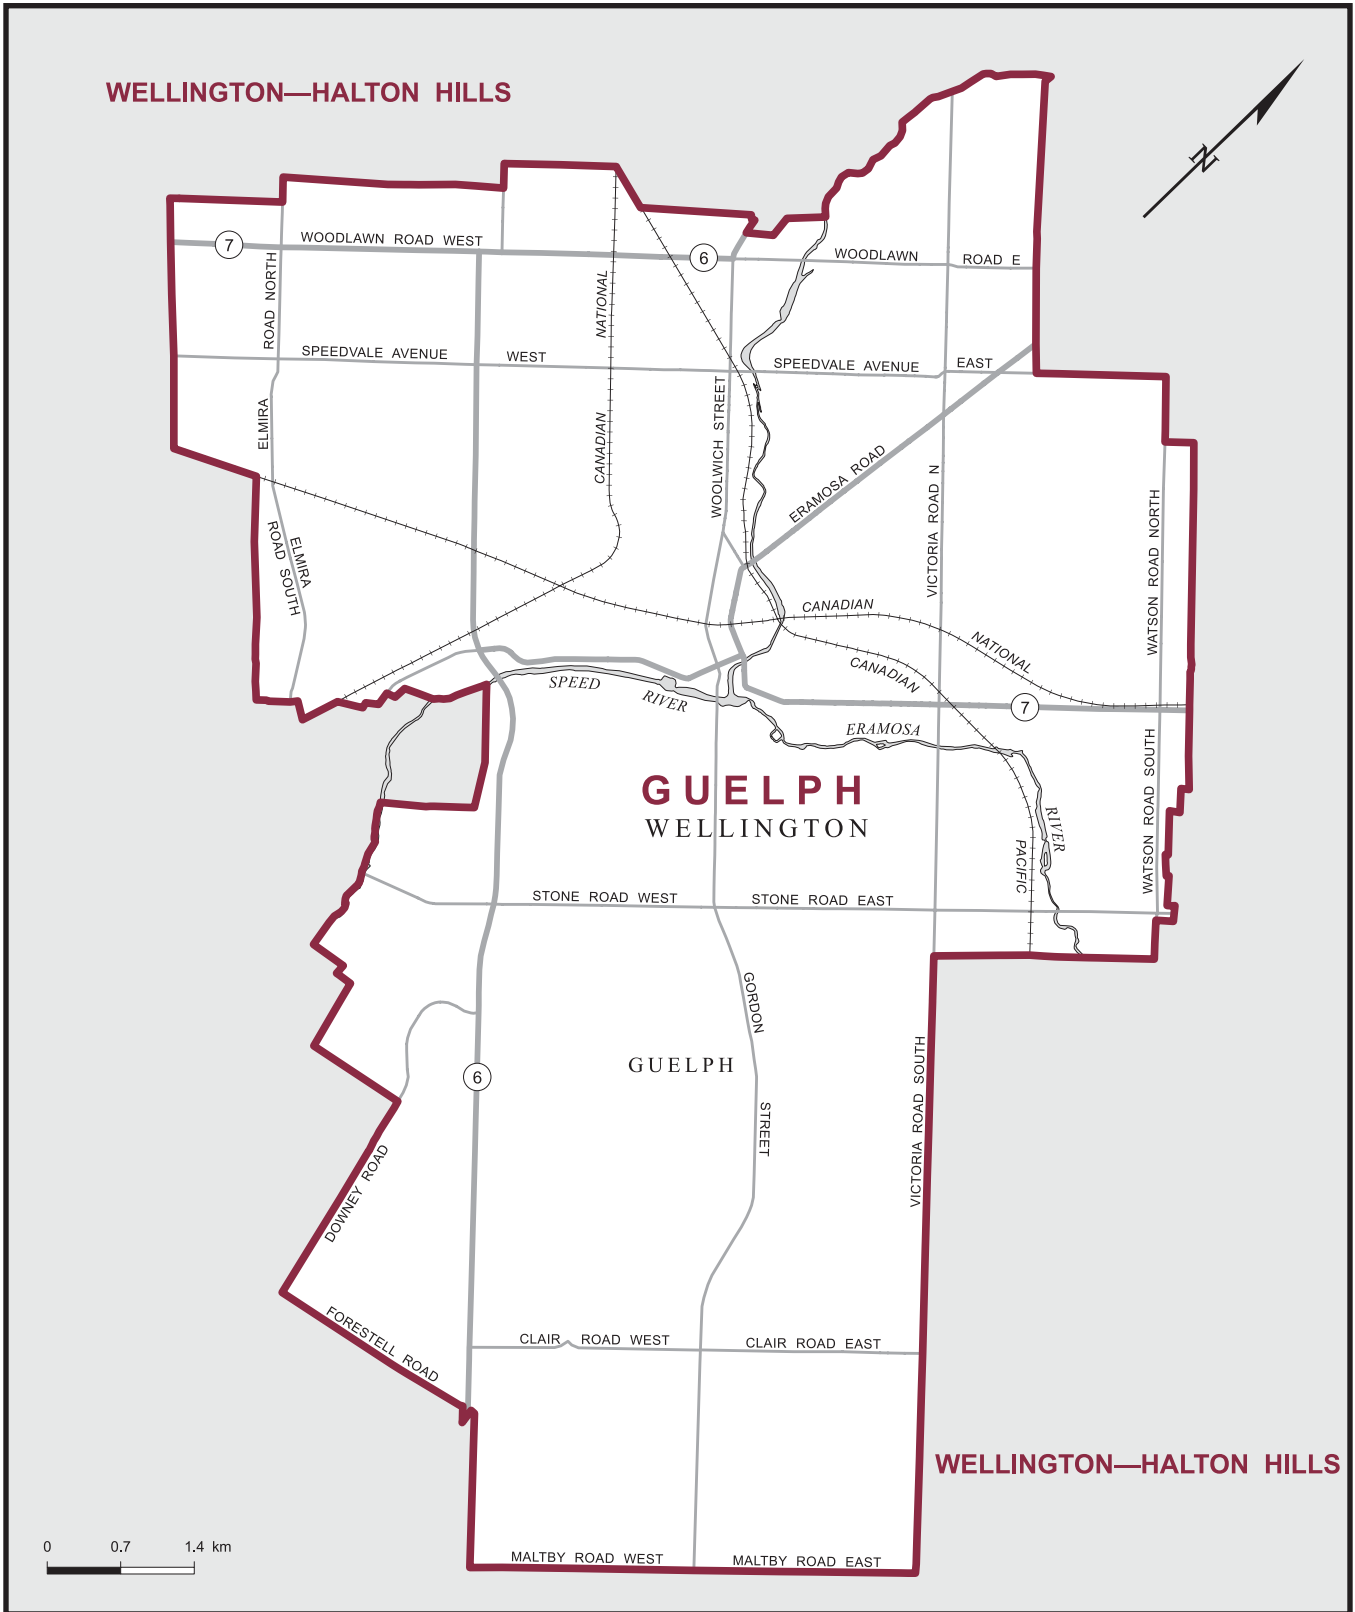 WELLINGTON—HALTON HILLS
N
7
WOODLAWN ROAD WEST
6
WOODLAWN
ROAD E
ROAD NORTH
ELMIRA
NATIONAL
CANADIAN
SPEEDVALE AVENUE
WEST
SPEEDVALE AVENUE
EAST
WOOLWICH STREET
ERAMOSA ROAD
VICTORIA ROAD N
WATSON ROAD NORTH
ELMIRA
ROAD SOUTH
CANADIAN
NATIONAL
CANADIAN
SPEED
RIVER
7
ERAMOSA
RIVER
WATSON ROAD SOUTH
GUELPH
WELLINGTON
PACIFIC
STONE ROAD WEST
STONE ROAD EAST
GORDON
STREET
GUELPH
6
VICTORIA ROAD SOUTH
DOWNEY ROAD
FORESTELL ROAD
CLAIR ROAD WEST
CLAIR ROAD EAST
WELLINGTON—HALTON HILLS
0 0.7 1.4 km
MALTBY ROAD WEST
MALTBY ROAD EAST